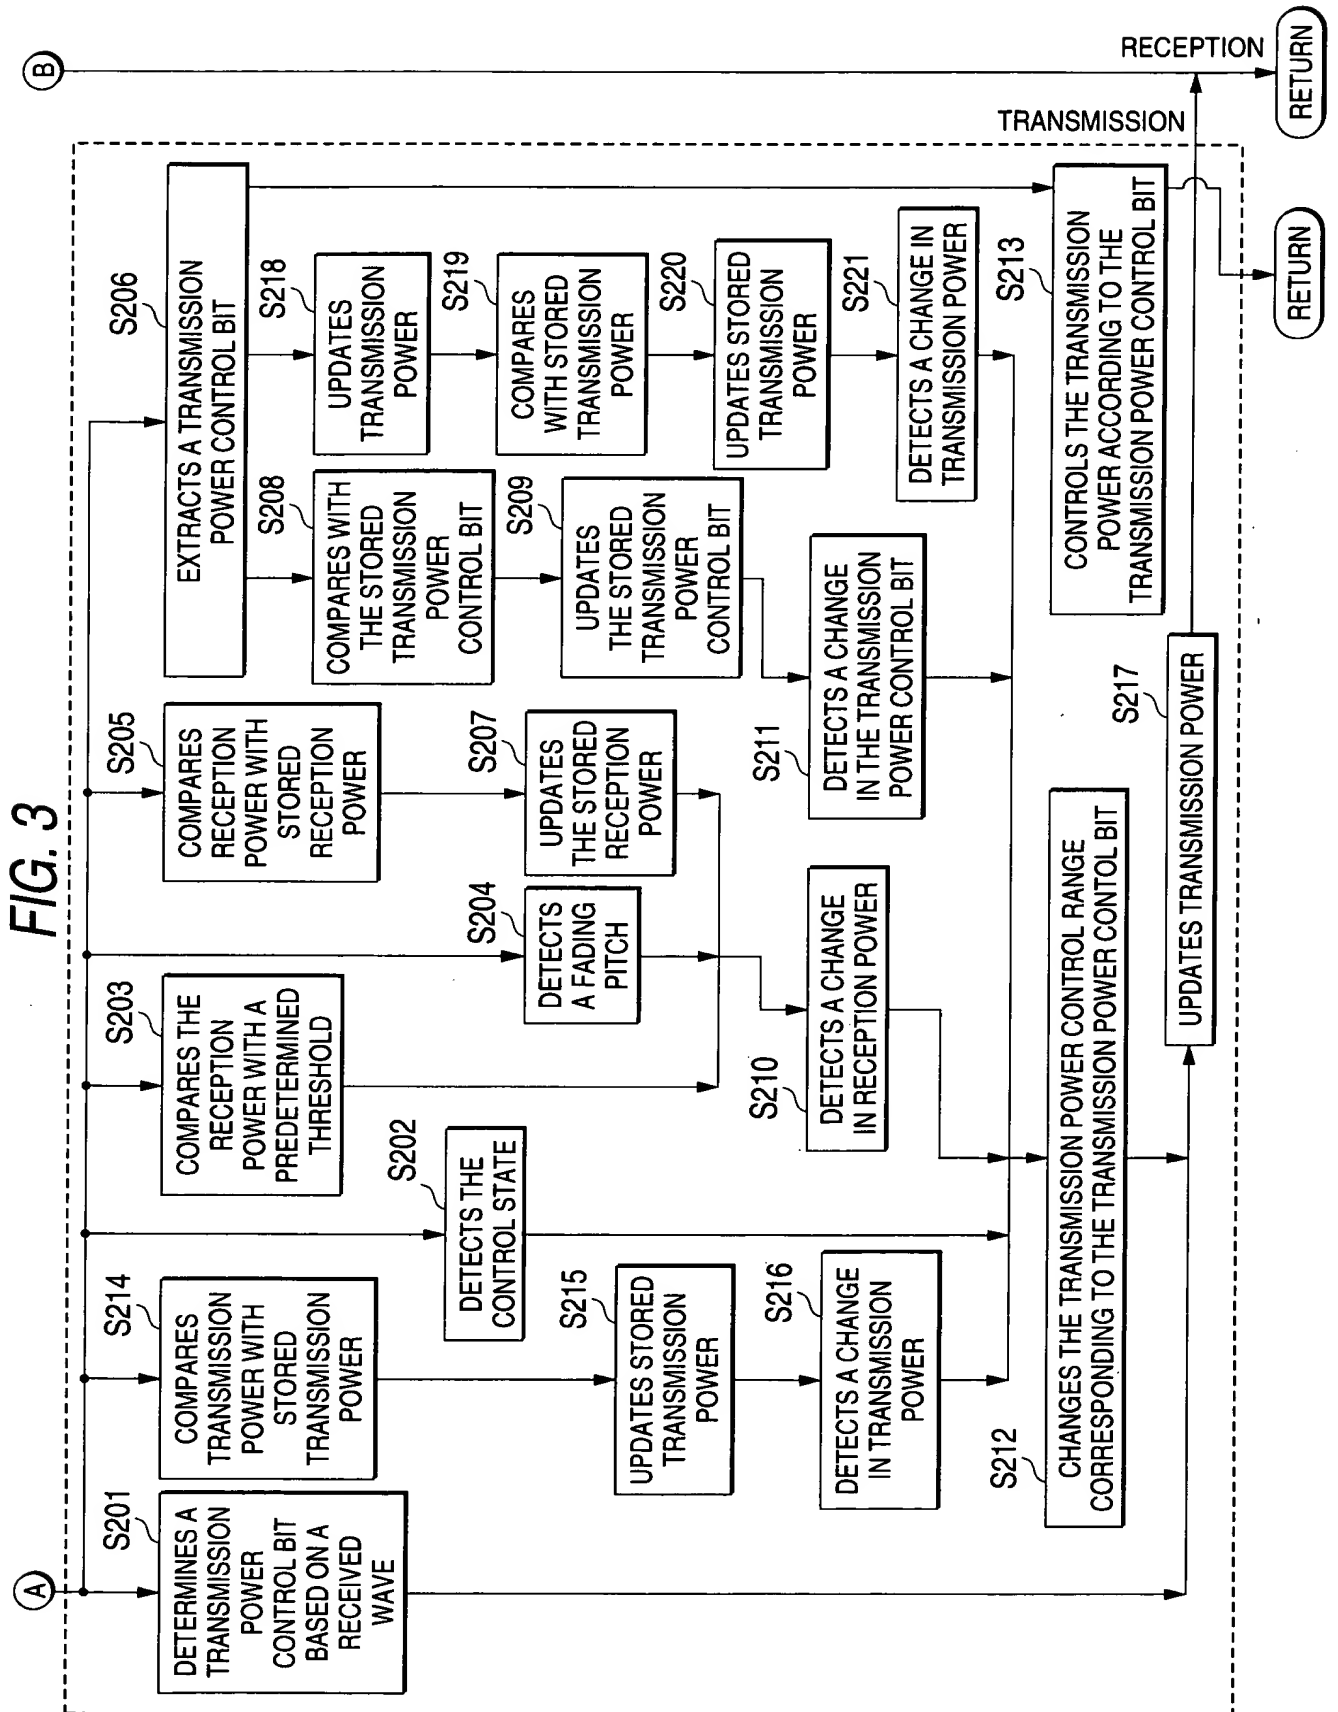 FIG. 3
A
B
S201
DETERMINES A
TRANSMISSION
POWER
CONTROL BIT
BASED ON A
RECEIVED
WAVE
S214
COMPARES
TRANSMISSION
POWER WITH
STORED
TRANSMISSION
POWER
S202
DETECTS THE
CONTROL STATE
S203
COMPARES THE
RECEPTION
POWER WITH A
PREDETERMINED
THRESHOLD
S204
DETECTS
A FADING
PITCH
S205
COMPARES
RECEPTION
POWER WITH
STORED
RECEPTION
POWER
S206
EXTRACTS A TRANSMISSION
POWER CONTROL BIT
S207
UPDATES
THE STORED
RECEPTION
POWER
S208
COMPARES WITH
THE STORED
TRANSMISSION
POWER
CONTROL BIT
S218
UPDATES
TRANSMISSION
POWER
S209
UPDATES
THE STORED
TRANSMISSION
POWER
CONTROL BIT
S219
COMPARES
WITH STORED
TRANSMISSION
POWER
S215
UPDATES STORED
TRANSMISSION
POWER
S220
UPDATES STORED
TRANSMISSION
POWER
S216
DETECTS A CHANGE
IN TRANSMISSION
POWER
S210
DETECTS A CHANGE
IN RECEPTION POWER
S211
DETECTS A CHANGE
IN THE TRANSMISSION
POWER CONTROL BIT
S221
DETECTS A CHANGE IN
TRANSMISSION POWER
S212
CHANGES THE TRANSMISSION POWER CONTROL RANGE
CORRESPONDING TO THE TRANSMISSION POWER CONTOL BIT
S213
CONTROLS THE TRANSMISSION
POWER ACCORDING TO THE
TRANSMISSION POWER CONTROL BIT
S217
UPDATES TRANSMISSION POWER
TRANSMISSION
RECEPTION
RETURN
RETURN